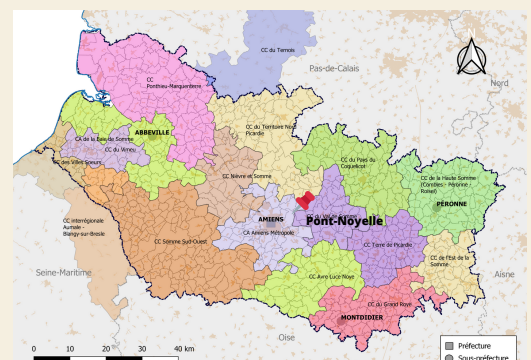 CC du Ternois
Pas-de-Calais
Nord
CC
Ponthieu-Marquenterre
CC du Territoire Nord
Picardie
ABBEVILLE
CA de la Baie de Somme
CC du Vimeu
CC du Pays du
Coquelicot
CC des Villes Soeurs
CC Nièvre et Somme
CC de la Haute Somme
(Combles - Péronne -
Roisel)
PÉRONNE
CC interrégionale
Aumale -
Blangy-sur-Bresle
AMIENS
CC du Val de Somme
Pont-Noyelle
CA Amiens Métropole
CC Somme Sud-Ouest
CC Terre de Picardie
CC de l'Est de la
Somme
Seine-Maritime
CC Avre Luce Noye
Aisne
CC du Grand Roye
MONTDIDIER
Oise
0 10 20 30 40 km
Préfecture
Sous-préfecture